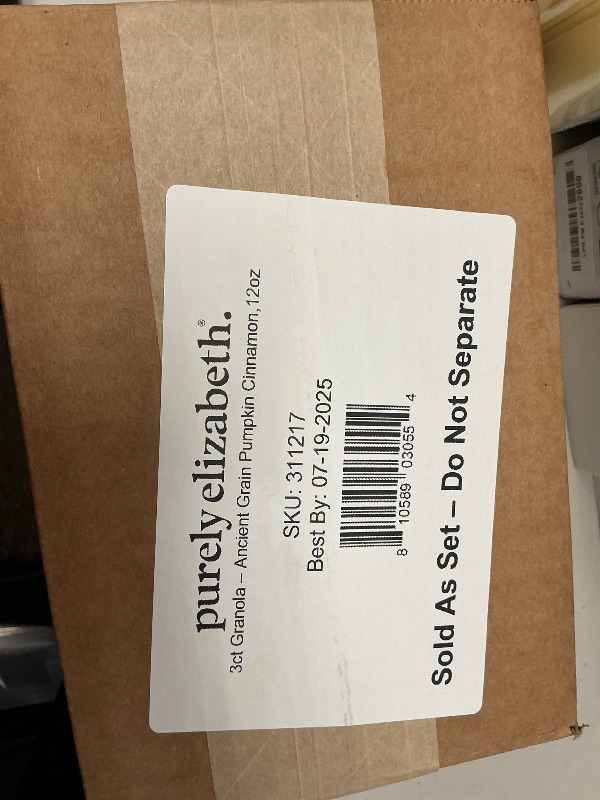 purely elizabeth.®
3ct Granola – Ancient Grain Pumpkin Cinnamon,12oz
SKU: 311217
Best By: 07-19-2025
8 10589 03055 4
Sold As Set – Do Not Separate